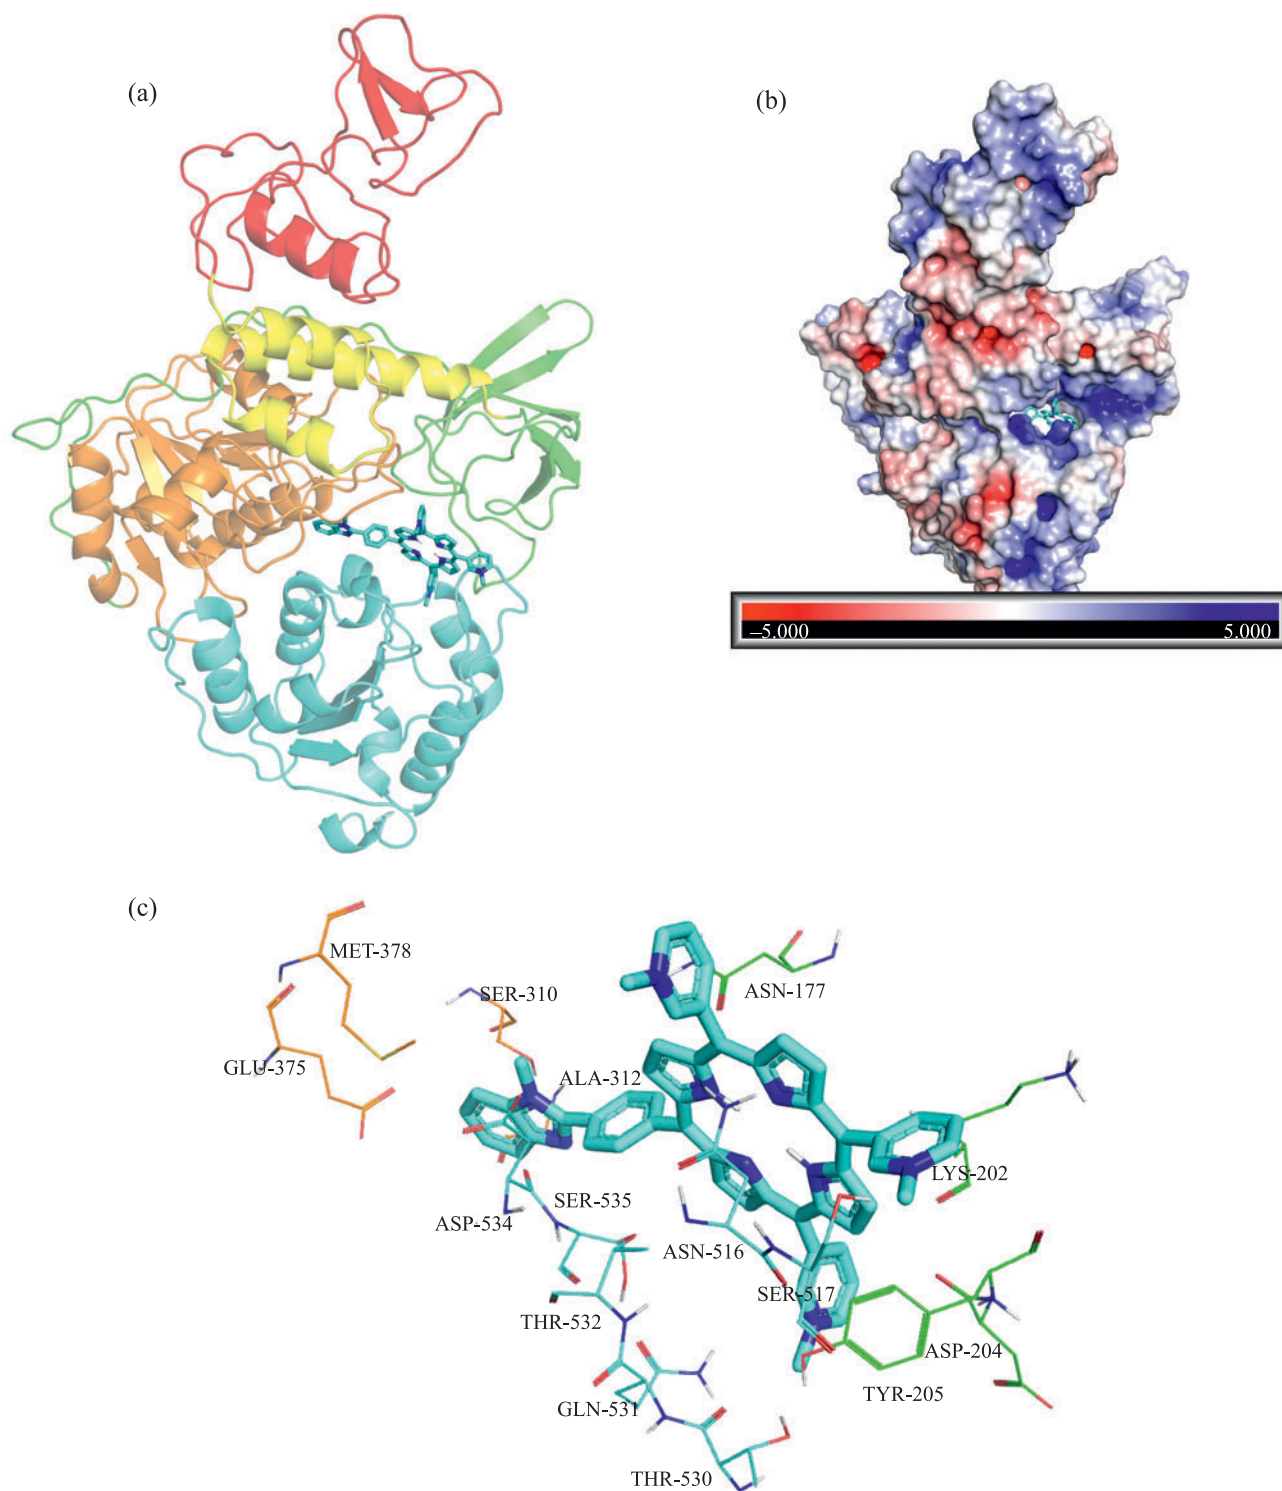 (a)
(b)
–5.000 5.000
(c)
MET-378
SER-310
ASN-177
GLU-375
ALA-312
LYS-202
SER-535
ASP-534
ASN-516
SER-517
THR-532
ASP-204
TYR-205
GLN-531
THR-530